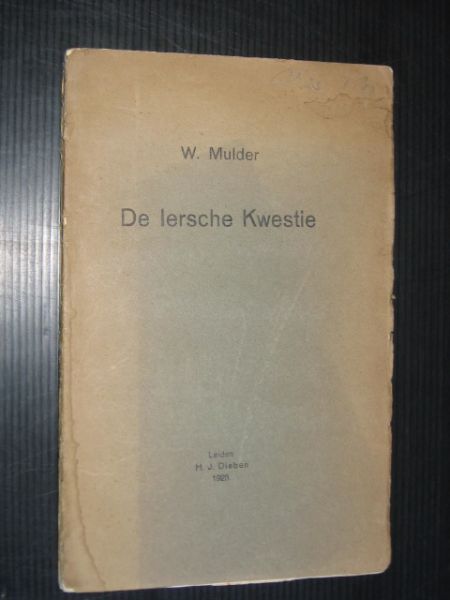 W. Mulder
De Iersche Kwestie
Leiden
H. J. Dieben
1920.